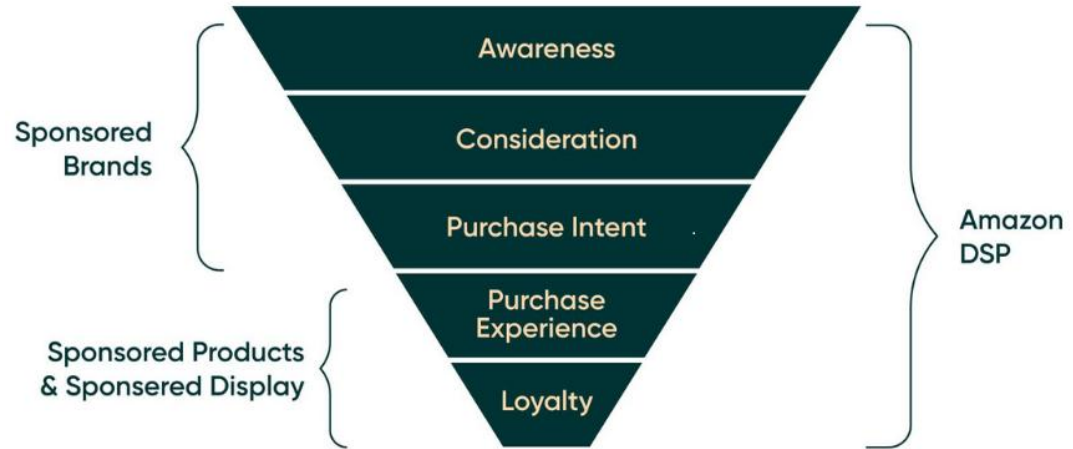 Awareness
Consideration
Purchase Intent
Purchase
Experience
Loyalty
Sponsored
Brands
Sponsored Products
& Sponsered Display
Amazon
DSP